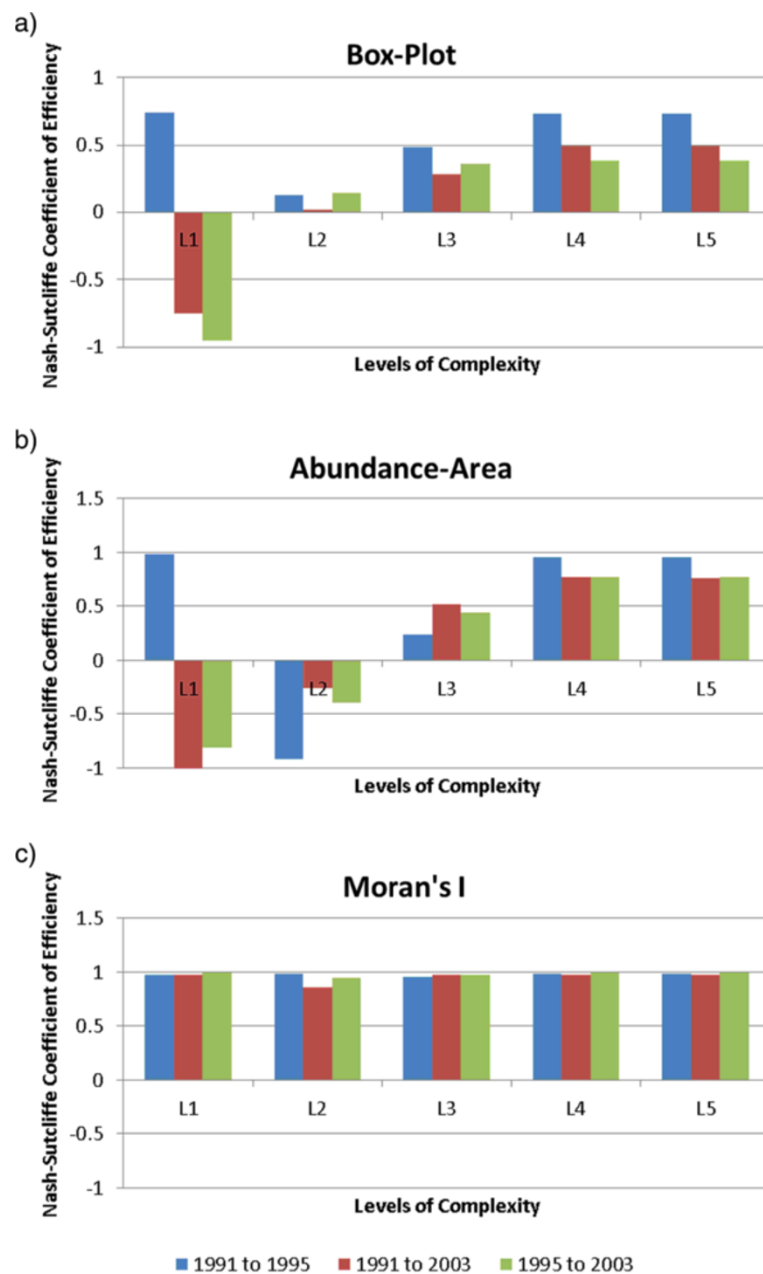 a)
Box-Plot
Nash-Sutcliffe Coefficient of Efficiency
1
0.5
0
-0.5
-1
L1
L2
L3
L4
L5
Levels of Complexity
b)
Abundance-Area
Nash-Sutcliffe Coefficient of Efficiency
1.5
1
0.5
0
-0.5
-1
L1
L2
L3
L4
L5
Levels of Complexity
c)
Moran's I
Nash-Sutcliffe Coefficient of Efficiency
1.5
1
0.5
0
-0.5
-1
L1
L2
L3
L4
L5
Levels of Complexity
1991 to 1995
1991 to 2003
1995 to 2003